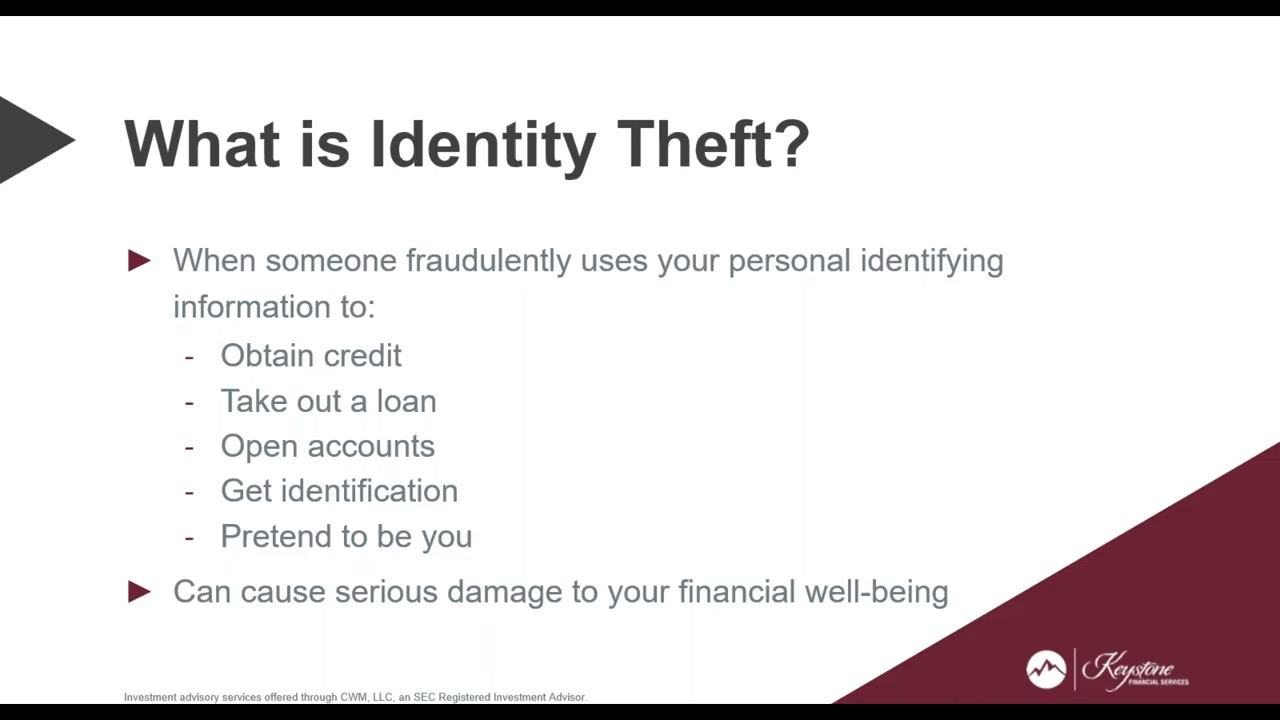 What is Identity Theft?
► When someone fraudulently uses your personal identifying
information to:
- Obtain credit
- Take out a loan
- Open accounts
- Get identification
- Pretend to be you
► Can cause serious damage to your financial well-being
Keystone
FINANCIAL SERVICES
Investment advisory services offered through CWM, LLC, an SEC Registered Investment Advisor.